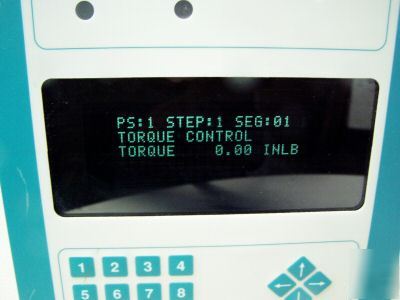 PS:1 STEP:1 SEG:01
TORQUE CONTROL
TORQUE 0.00 INLB
1 2 3 4
5 6 7 8